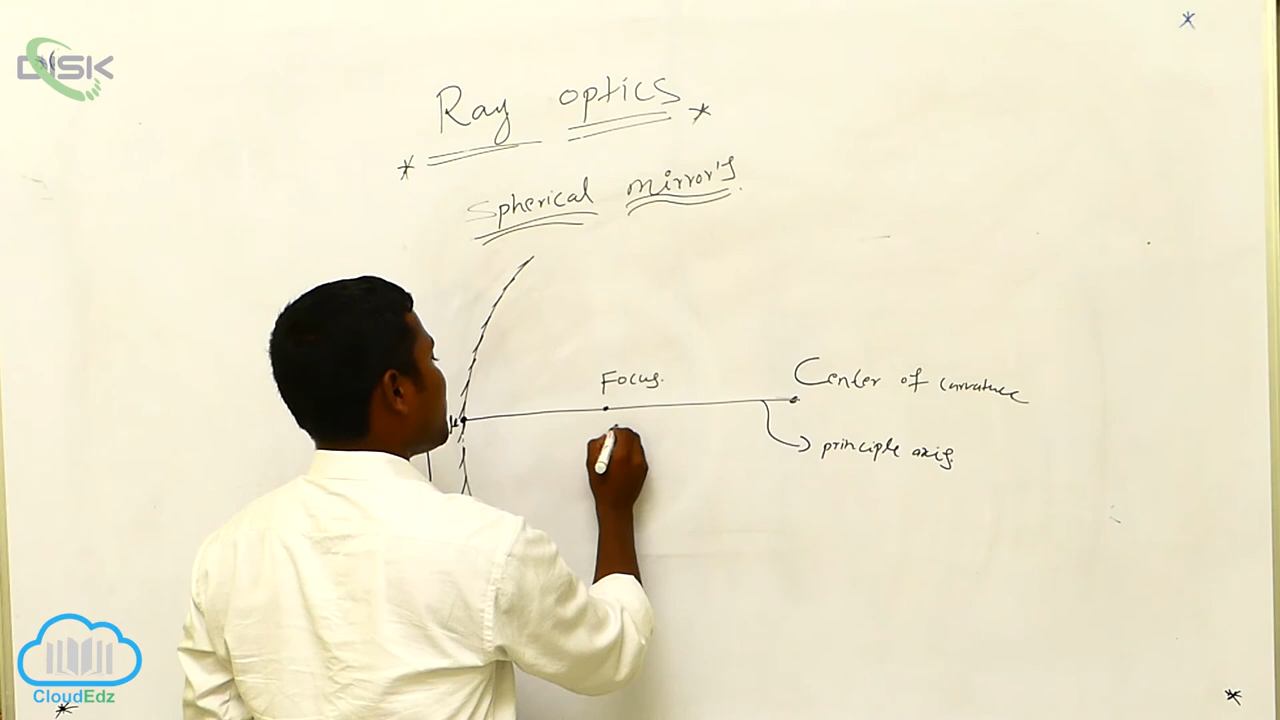 DISK
Ray optics
Spherical mirror's
Focus.
Center of curvature
principle axis
CloudEdz